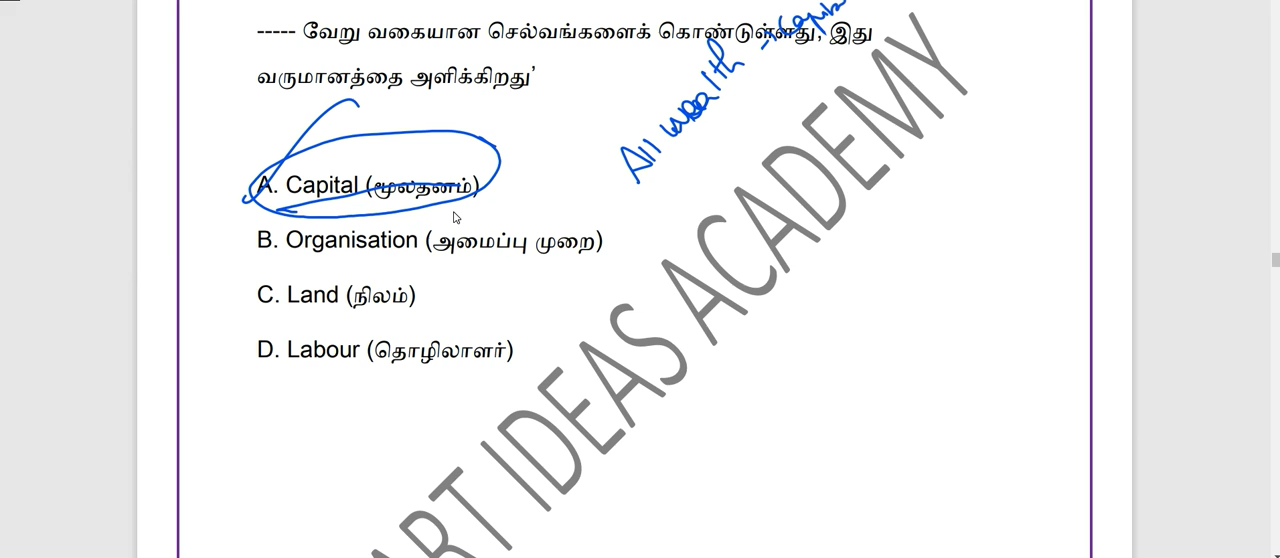 ----- வேறு வகையான செல்வங்களைக் கொண்டுள்ளது, இது
வருமானத்தை அளிக்கிறது'
All wealth
A. Capital (மூலதனம்)
B. Organisation (அமைப்பு முறை)
C. Land (நிலம்)
D. Labour (தொழிலாளர்)
ART IDEAS ACADEMY